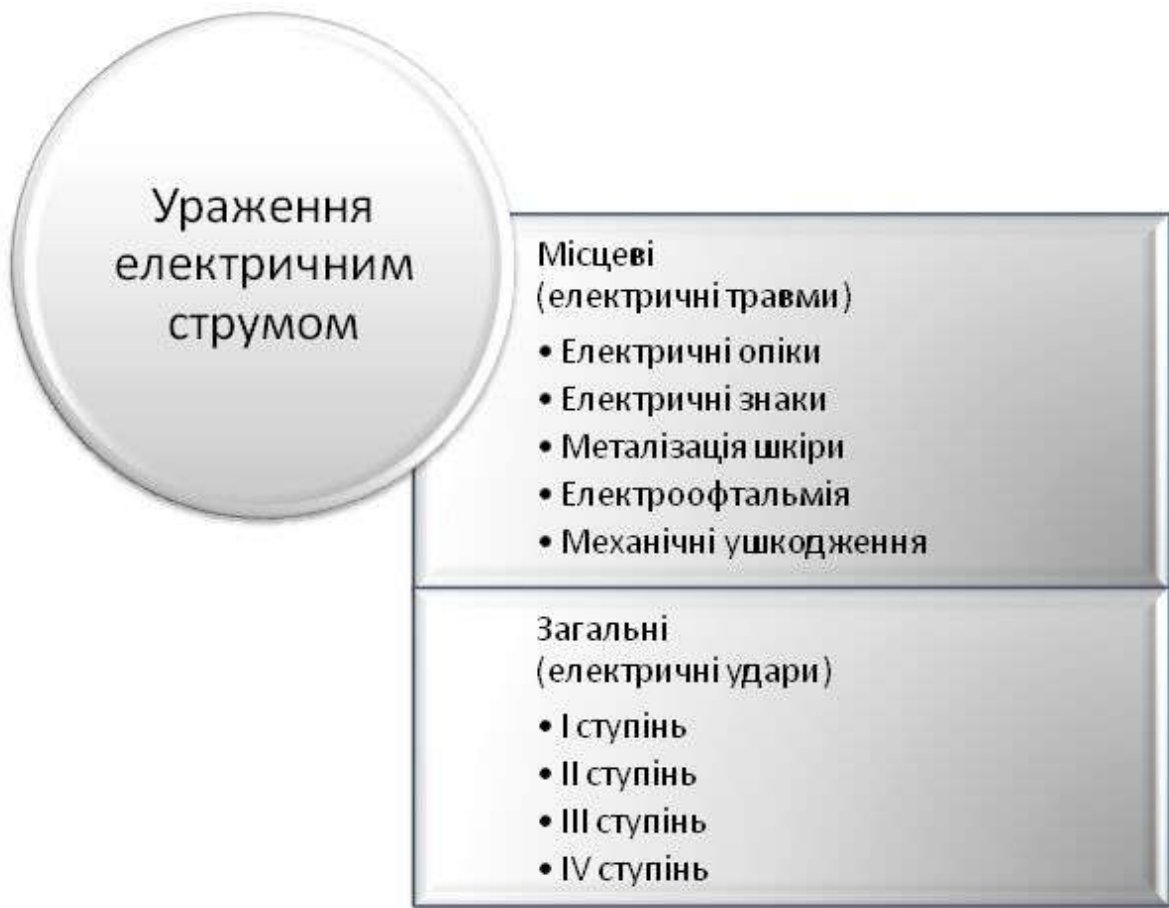 Ураження
електричним
струмом
Місцеві
(електричні травми)
• Електричні опіки
• Електричні знаки
• Металізація шкіри
• Електроофтальмія
• Механічні ушкодження
Загальні
(електричні удари)
• І ступінь
• ІІ ступінь
• ІІІ ступінь
• IV ступінь